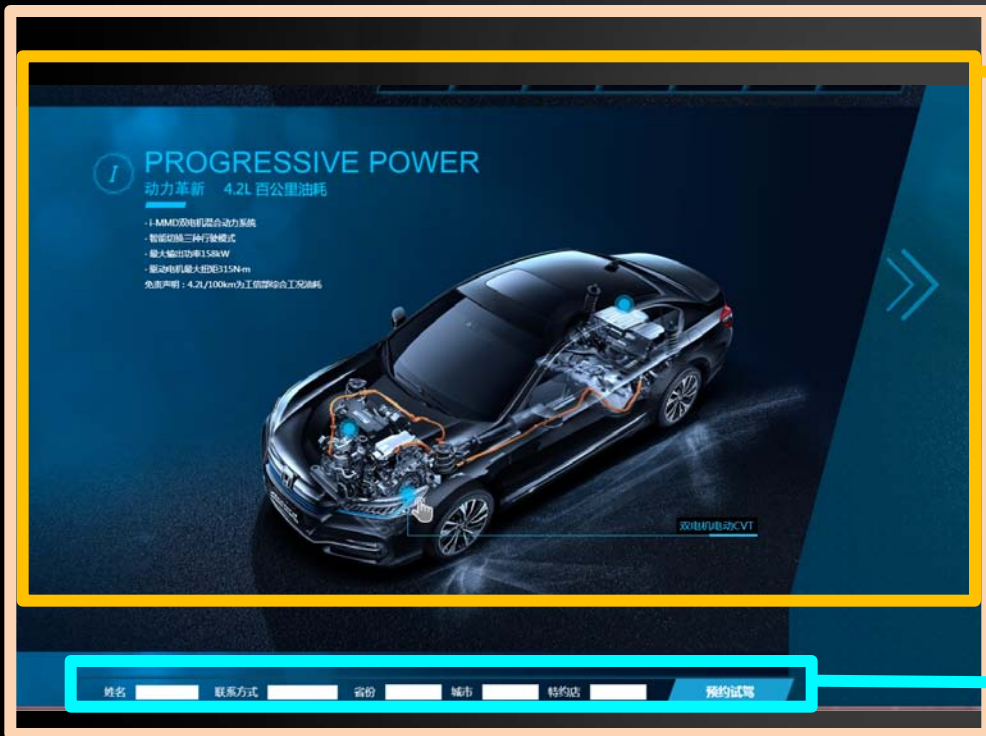 I
PROGRESSIVE POWER
动力革新 4.2L 百公里油耗
· i-MMD双电机混合动力系统
· 智能切换三种行驶模式
· 最大输出功率158kW
· 驱动电机最大扭矩315N·m
免责声明：4.2L/100km为工信部综合工况油耗
双电机电动CVT
姓名 联系方式 省份 城市 特约店 预约试驾